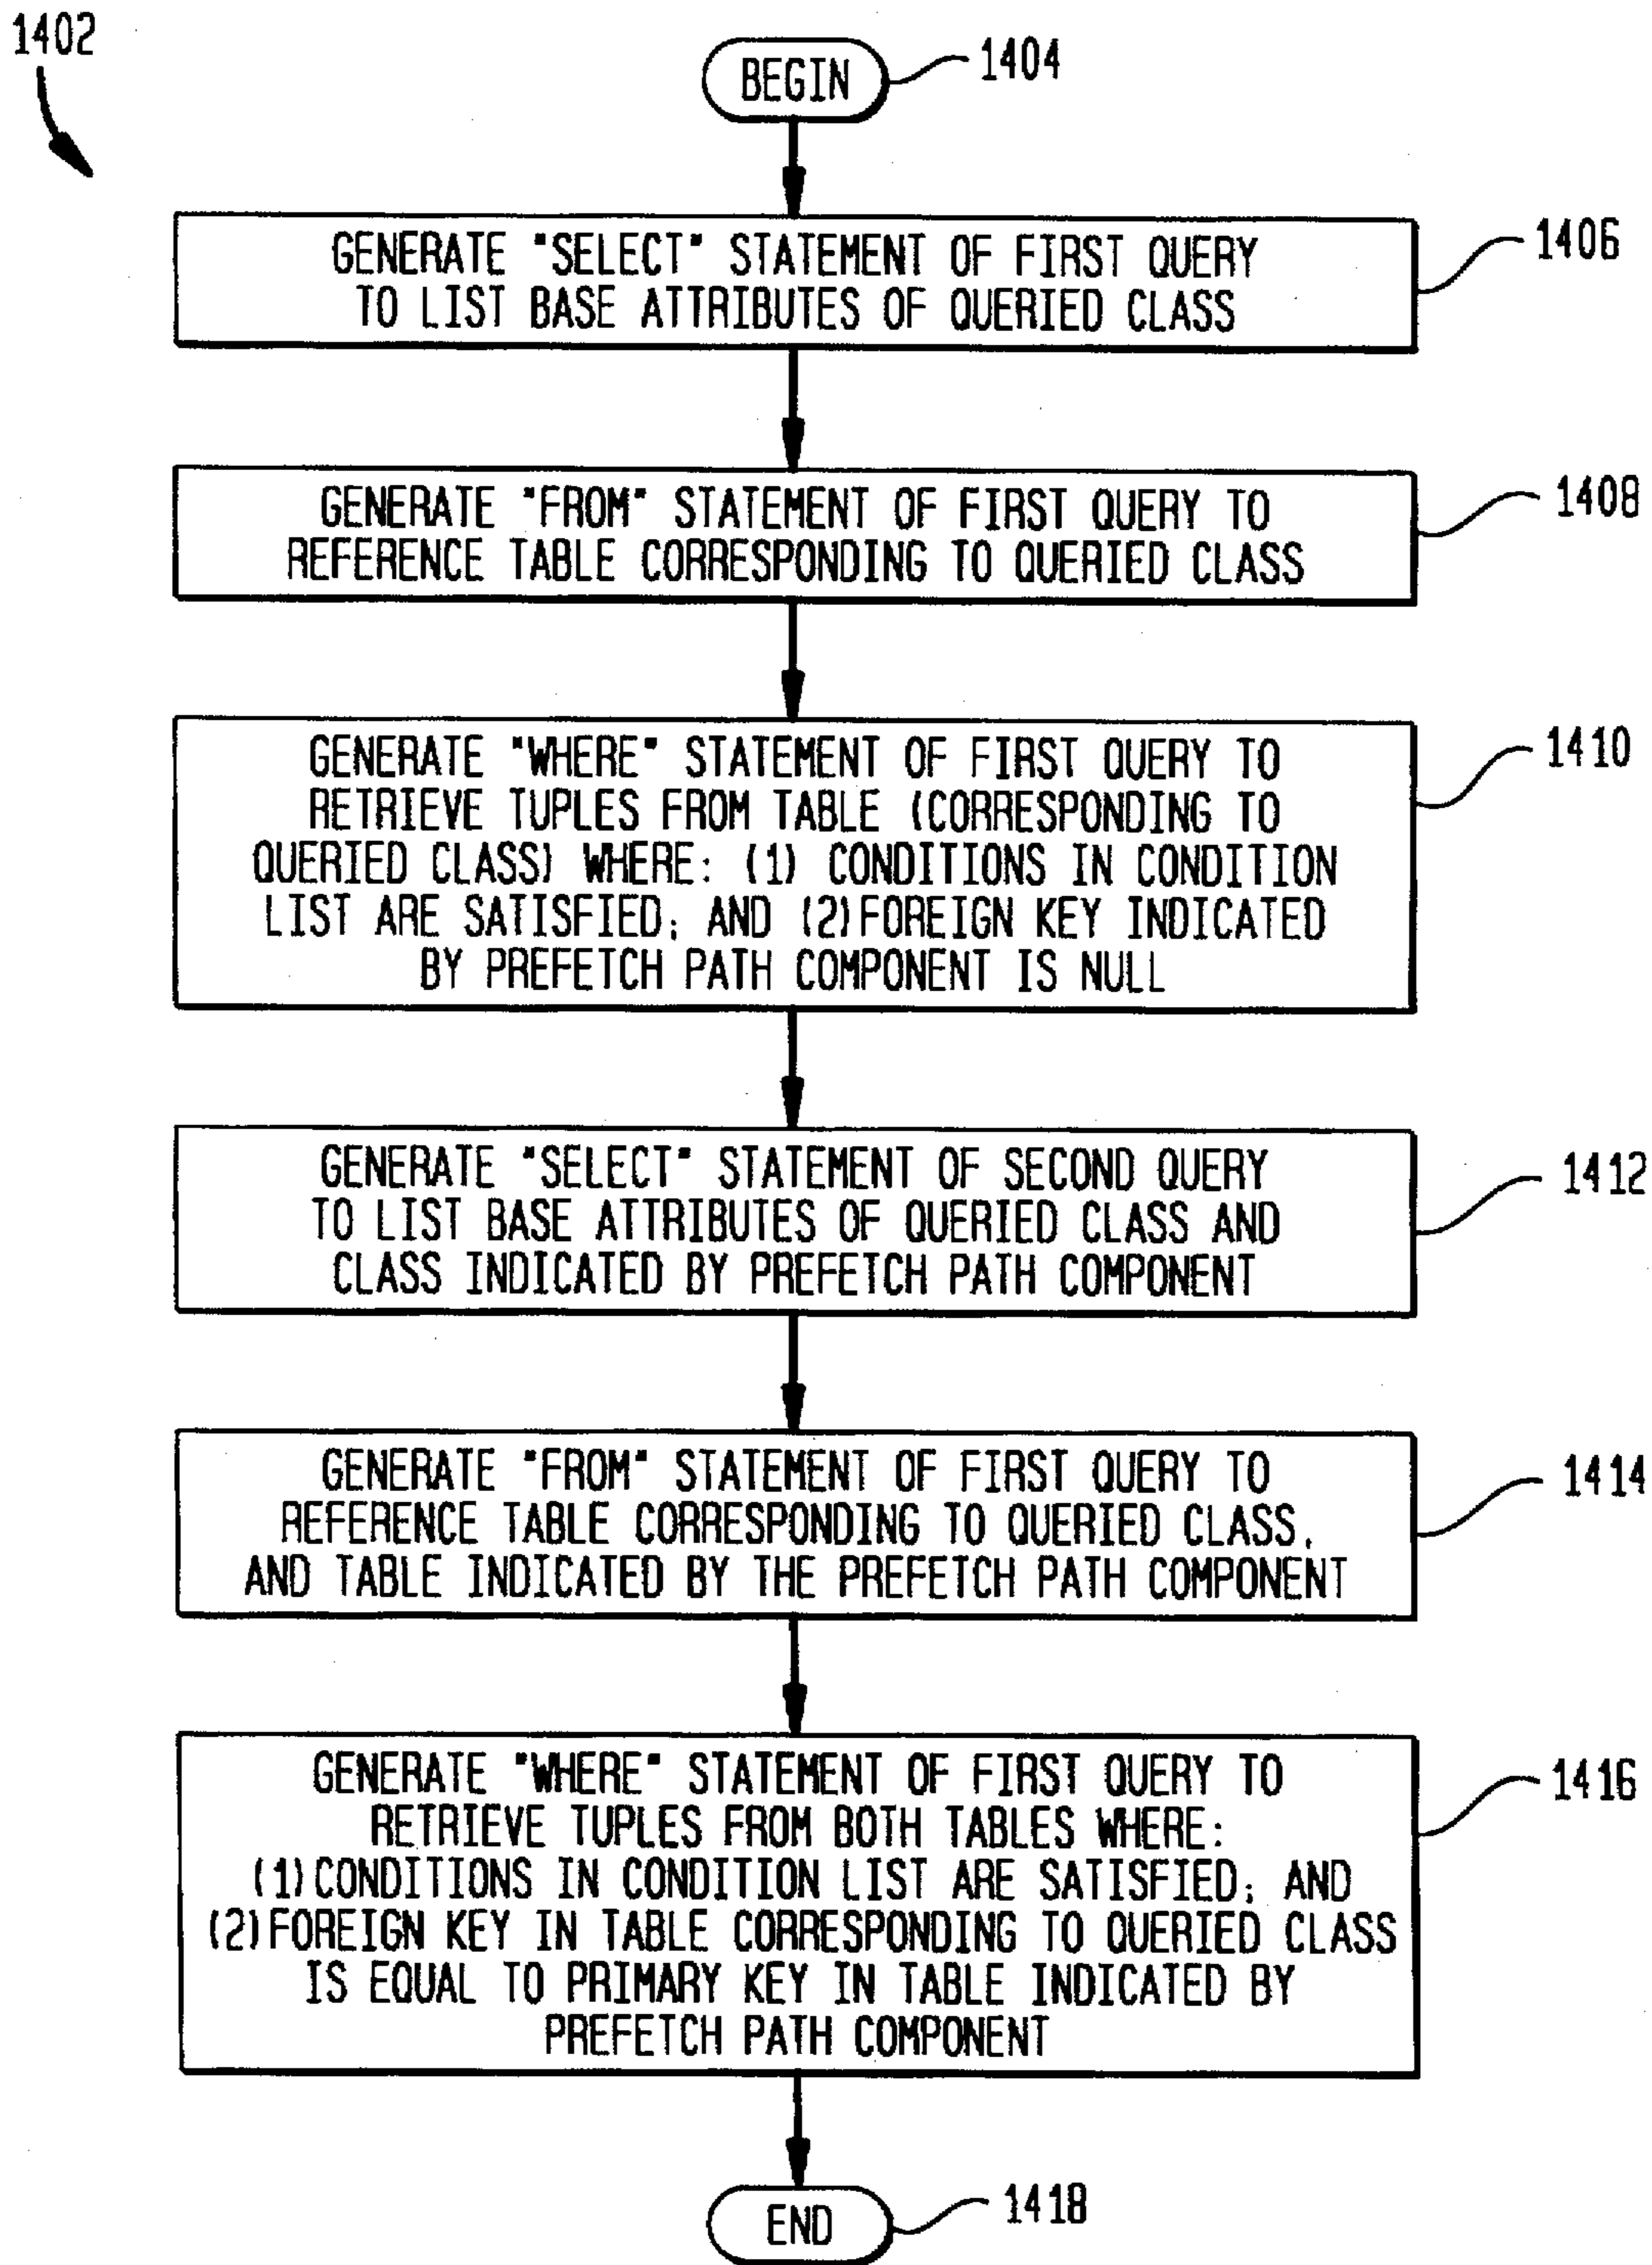 1402
BEGIN
1404
GENERATE "SELECT" STATEMENT OF FIRST QUERY
TO LIST BASE ATTRIBUTES OF QUERIED CLASS
1406
GENERATE "FROM" STATEMENT OF FIRST QUERY TO
REFERENCE TABLE CORRESPONDING TO QUERIED CLASS
1408
GENERATE "WHERE" STATEMENT OF FIRST QUERY TO
RETRIEVE TUPLES FROM TABLE (CORRESPONDING TO
QUERIED CLASS) WHERE: (1) CONDITIONS IN CONDITION
LIST ARE SATISFIED; AND (2) FOREIGN KEY INDICATED
BY PREFETCH PATH COMPONENT IS NULL
1410
GENERATE "SELECT" STATEMENT OF SECOND QUERY
TO LIST BASE ATTRIBUTES OF QUERIED CLASS AND
CLASS INDICATED BY PREFETCH PATH COMPONENT
1412
GENERATE "FROM" STATEMENT OF FIRST QUERY TO
REFERENCE TABLE CORRESPONDING TO QUERIED CLASS,
AND TABLE INDICATED BY THE PREFETCH PATH COMPONENT
1414
GENERATE "WHERE" STATEMENT OF FIRST QUERY TO
RETRIEVE TUPLES FROM BOTH TABLES WHERE:
(1) CONDITIONS IN CONDITION LIST ARE SATISFIED; AND
(2) FOREIGN KEY IN TABLE CORRESPONDING TO QUERIED CLASS
IS EQUAL TO PRIMARY KEY IN TABLE INDICATED BY
PREFETCH PATH COMPONENT
1416
END
1418